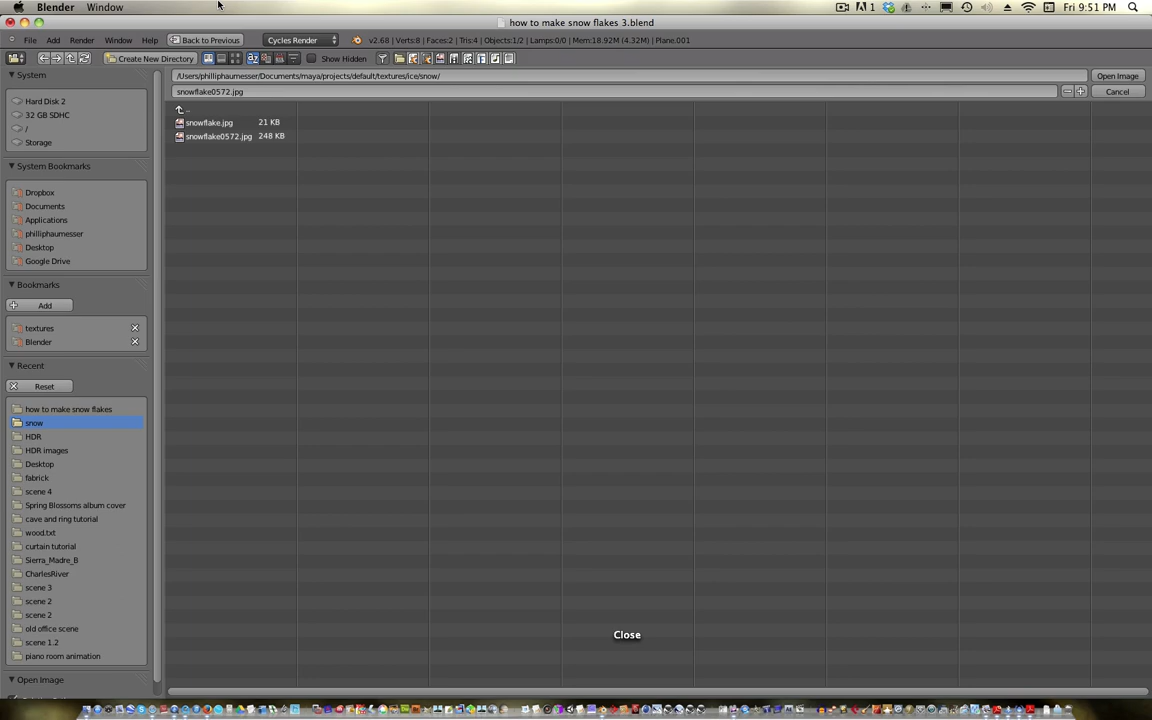 Blender Window 1 Fri 9:51 PM
how to make snow flakes 3.blend
File Add Render Window Help Back to Previous Cycles Render v2.68 | Verts:8 | Faces:2 | Tris:4 | Objects:1/2 | Lamps:0/0 | Mem:18.92M (4.32M) | Plane.001
Create New Directory Show Hidden
System
Hard Disk 2
32 GB SDHC
/
Storage
System Bookmarks
Dropbox
Documents
Applications
philliphaumesser
Desktop
Google Drive
Bookmarks
Add
textures
Blender
Recent
Reset
how to make snow flakes
snow
HDR
HDR images
Desktop
fabrick
scene 4
Spring Blossoms album cover
cave and ring tutorial
wood.txt
curtain tutorial
Sierra_Madre_B
CharlesRiver
scene 3
scene 2
scene 2
old office scene
scene 1.2
piano room animation
Open Image
/Users/philliphaumesser/Documents/maya/projects/default/textures/ice/snow/ Open Image
snowflake0572.jpg Cancel
..
snowflake.jpg 21 KB
snowflake0572.jpg 248 KB
Close